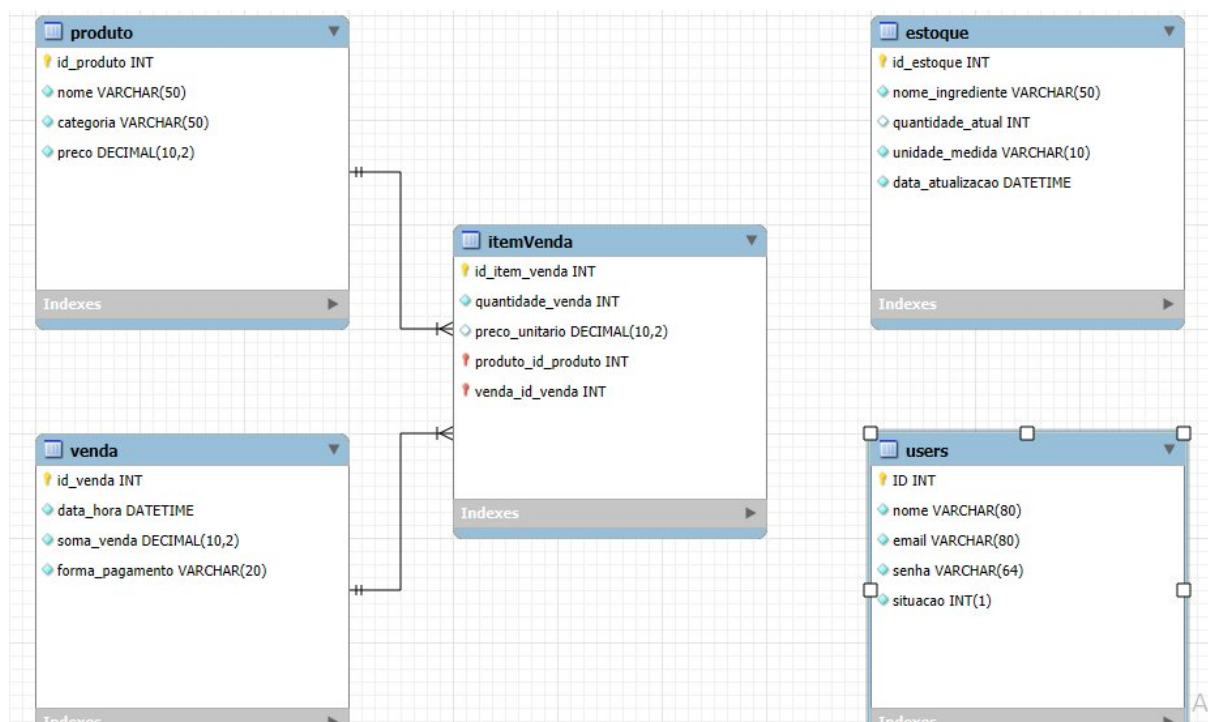 produto
id_produto INT
nome VARCHAR(50)
categoria VARCHAR(50)
preco DECIMAL(10,2)
Indexes
estoque
id_estoque INT
nome_ingrediente VARCHAR(50)
quantidade_atual INT
unidade_medida VARCHAR(10)
data_atualizacao DATETIME
Indexes
itemVenda
id_item_venda INT
quantidade_venda INT
preco_unitario DECIMAL(10,2)
produto_id_produto INT
venda_id_venda INT
Indexes
venda
id_venda INT
data_hora DATETIME
soma_venda DECIMAL(10,2)
forma_pagamento VARCHAR(20)
Indexes
users
ID INT
nome VARCHAR(80)
email VARCHAR(80)
senha VARCHAR(64)
situacao INT(1)
Indexes
A